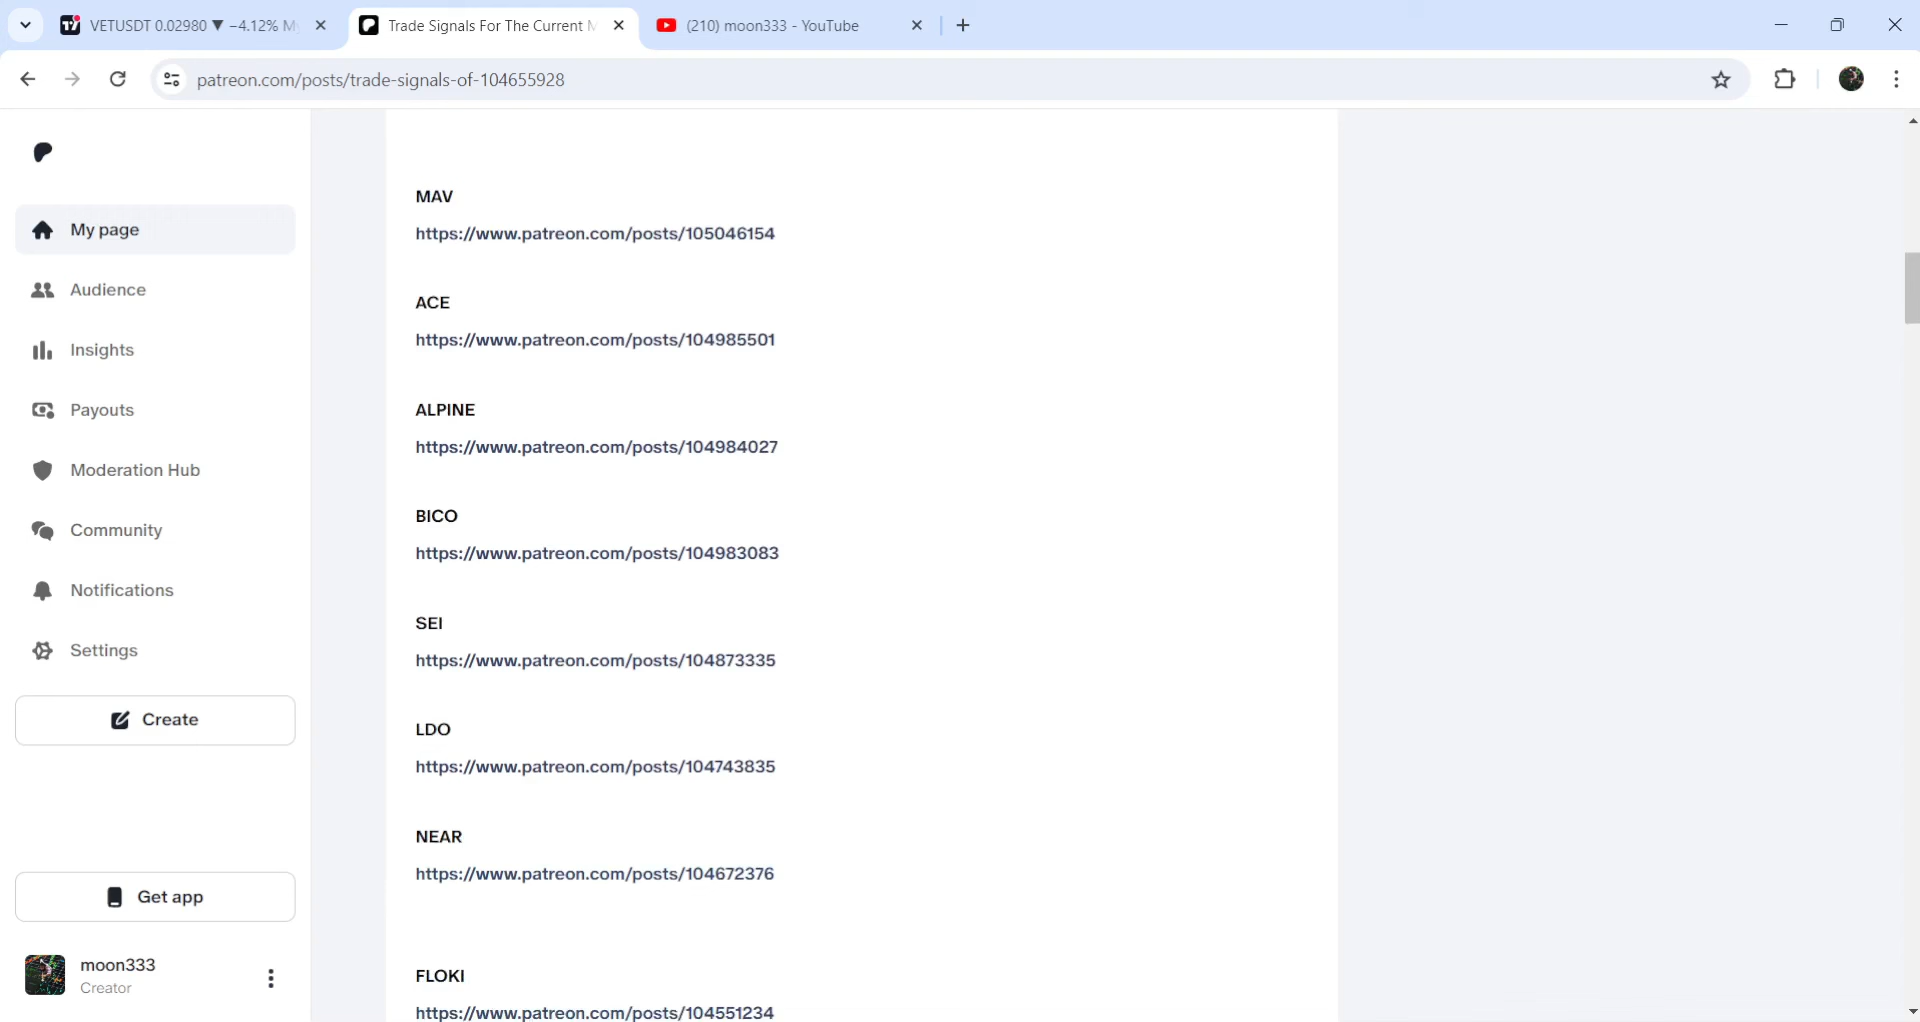 VETUSDT 0.02980 ▼ −4.12% My
Trade Signals For The Current M
(210) moon333 - YouTube
patreon.com/posts/trade-signals-of-104655928
My page
Audience
Insights
Payouts
Moderation Hub
Community
Notifications
Settings
Create
Get app
moon333
Creator
MAV
https://www.patreon.com/posts/105046154
ACE
https://www.patreon.com/posts/104985501
ALPINE
https://www.patreon.com/posts/104984027
BICO
https://www.patreon.com/posts/104983083
SEI
https://www.patreon.com/posts/104873335
LDO
https://www.patreon.com/posts/104743835
NEAR
https://www.patreon.com/posts/104672376
FLOKI
https://www.patreon.com/posts/104551234